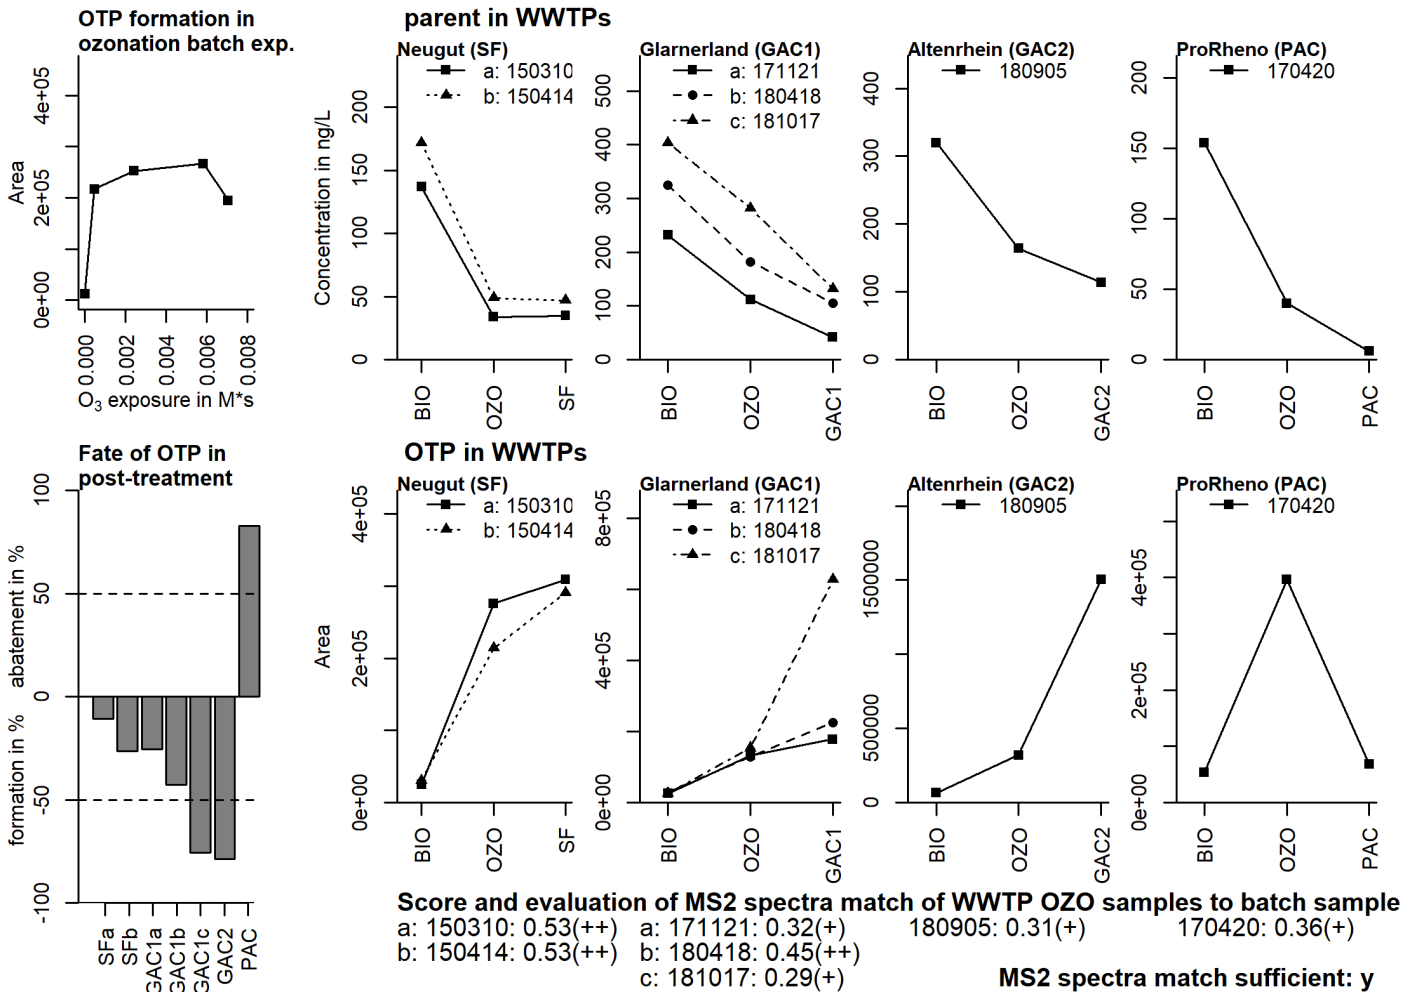 OTP formation in
ozonation batch exp.
Area
0e+00
2e+05
4e+05
0.000
0.002
0.004
0.006
0.008
O3 exposure in M*s
parent in WWTPs
Concentration in ng/L
Neugut (SF)
a: 150310
b: 150414
0
50
100
150
200
BIO
OZO
SF
Glarnerland (GAC1)
a: 171121
b: 180418
c: 181017
0
100
200
300
400
500
BIO
OZO
GAC1
Altenrhein (GAC2)
180905
0
100
200
300
400
BIO
OZO
GAC2
ProRheno (PAC)
170420
0
50
100
150
200
BIO
OZO
PAC
Fate of OTP in
post-treatment
formation in %
abatement in %
100
50
0
-50
-100
SFa
SFb
GAC1a
GAC1b
GAC1c
GAC2
PAC
OTP in WWTPs
Area
Neugut (SF)
a: 150310
b: 150414
0e+00
2e+05
4e+05
BIO
OZO
SF
Glarnerland (GAC1)
a: 171121
b: 180418
c: 181017
0e+00
4e+05
8e+05
BIO
OZO
GAC1
Altenrhein (GAC2)
180905
0
500000
1500000
BIO
OZO
GAC2
ProRheno (PAC)
170420
0e+00
2e+05
4e+05
BIO
OZO
PAC
Score and evaluation of MS2 spectra match of WWTP OZO samples to batch sample
a: 150310: 0.53(++)
b: 150414: 0.53(++)
a: 171121: 0.32(+)
b: 180418: 0.45(++)
c: 181017: 0.29(+)
180905: 0.31(+)
170420: 0.36(+)
MS2 spectra match sufficient: y